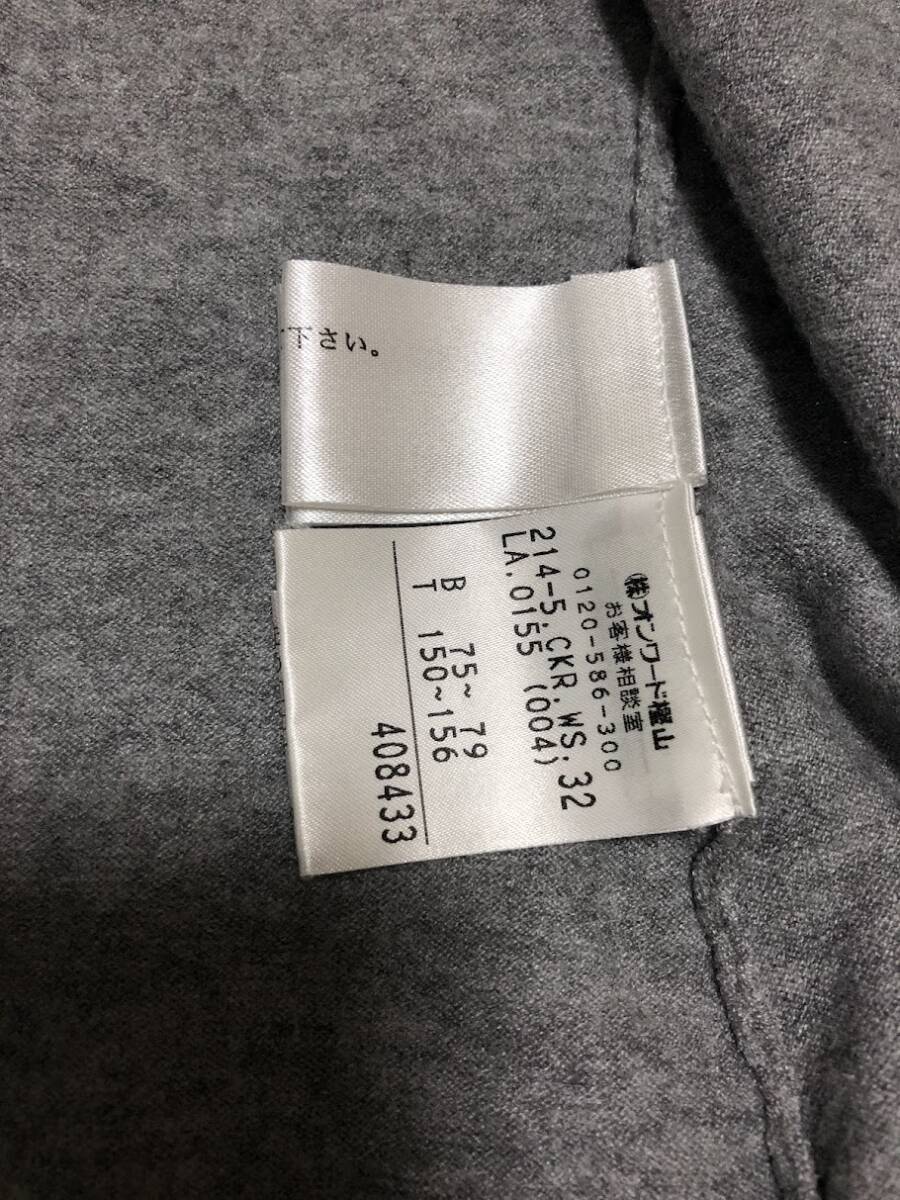 下さい。
㈱オンワード樫山
お客様相談室
0120-586-300
214-5.CKR.WS;32
LA.0155 (004)
B 75~ 79
T 150~156
408433